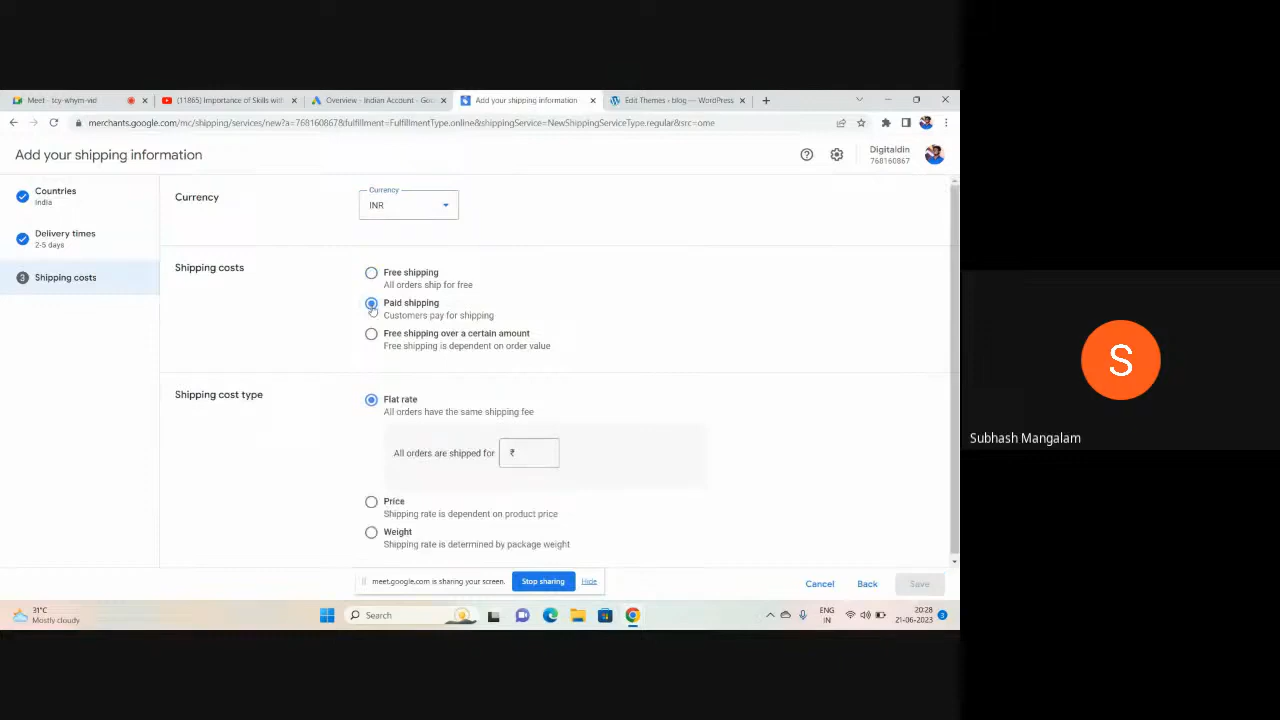 Meet - tcy-whym-vid
(11865) Importance of Skills with
Overview - Indian Account - Goo
Add your shipping information
Edit Themes ‹ blog — WordPress
merchants.google.com/mc/shipping/services/new?a=768160867&fulfillment=FulfillmentType.online&shippingService=NewShippingServiceType.regular&src=ome
Add your shipping information
Digitaldin
768160867
Countries
India
Delivery times
2-5 days
3
Shipping costs
Currency
Currency
INR
Shipping costs
Free shipping
All orders ship for free
Paid shipping
Customers pay for shipping
Free shipping over a certain amount
Free shipping is dependent on order value
Shipping cost type
Flat rate
All orders have the same shipping fee
All orders are shipped for ₹
Price
Shipping rate is dependent on product price
Weight
Shipping rate is determined by package weight
meet.google.com is sharing your screen.
Stop sharing
Hide
Cancel
Back
Save
31°C
Mostly cloudy
Search
ENG
IN
20:28
21-06-2023
3
S
Subhash Mangalam